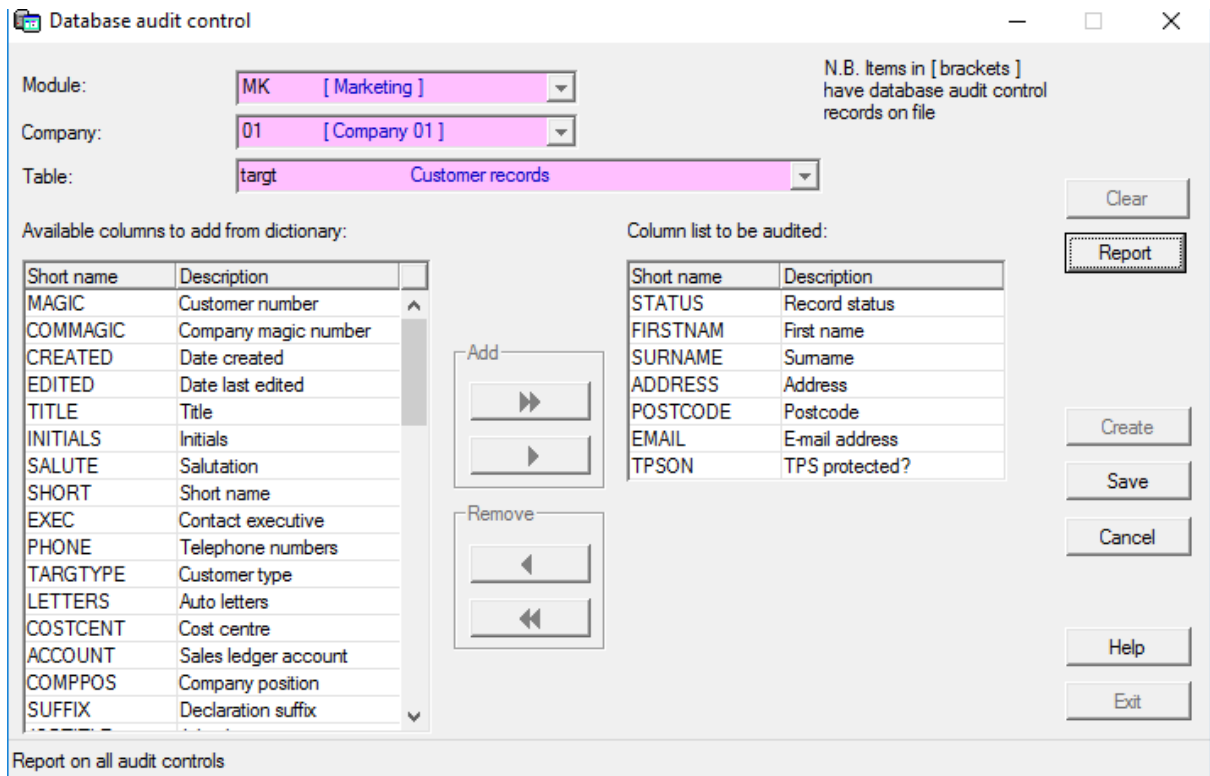 Database audit control
Module:
MK [ Marketing ]
N.B. Items in [ brackets ]
have database audit control
records on file
Company:
01 [ Company 01 ]
Table:
targt Customer records
Clear
Report
Available columns to add from dictionary:
Short name Description
MAGIC Customer number
COMMAGIC Company magic number
CREATED Date created
EDITED Date last edited
TITLE Title
INITIALS Initials
SALUTE Salutation
SHORT Short name
EXEC Contact executive
PHONE Telephone numbers
TARGTYPE Customer type
LETTERS Auto letters
COSTCENT Cost centre
ACCOUNT Sales ledger account
COMPPOS Company position
SUFFIX Declaration suffix
Add
Remove
Column list to be audited:
Short name Description
STATUS Record status
FIRSTNAM First name
SURNAME Surname
ADDRESS Address
POSTCODE Postcode
EMAIL E-mail address
TPSON TPS protected?
Create
Save
Cancel
Help
Exit
Report on all audit controls